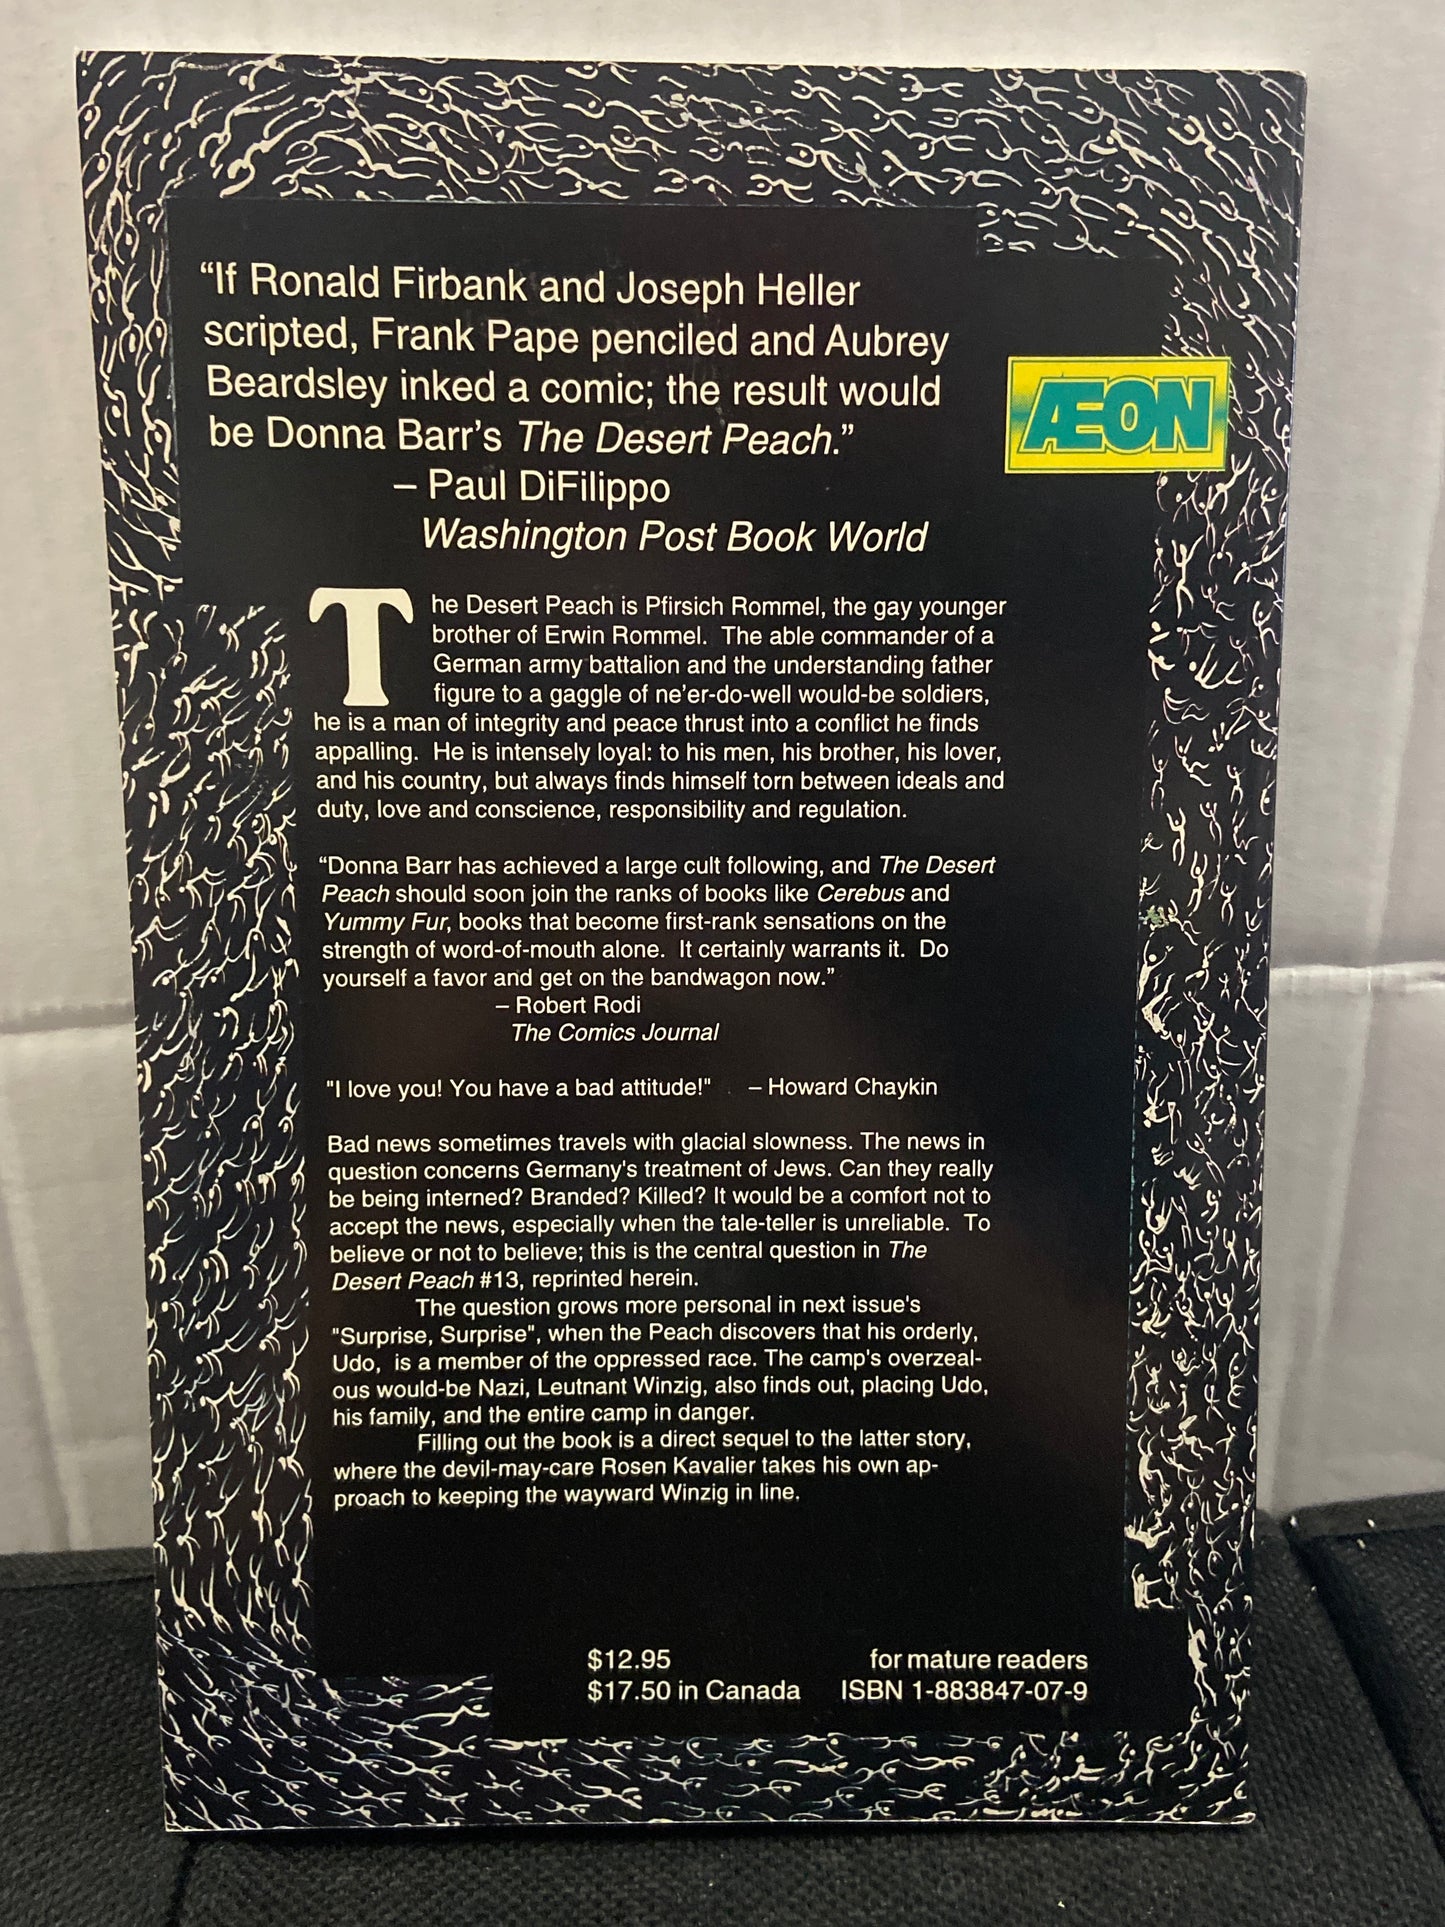 “If Ronald Firbank and Joseph Heller
scripted, Frank Pape penciled and Aubrey
Beardsley inked a comic; the result would
be Donna Barr’s The Desert Peach.”
– Paul DiFilippo
Washington Post Book World
ÆON
The Desert Peach is Pfirsich Rommel, the gay younger
brother of Erwin Rommel. The able commander of a
German army battalion and the understanding father
figure to a gaggle of ne’er-do-well would-be soldiers,
he is a man of integrity and peace thrust into a conflict he finds
appalling. He is intensely loyal: to his men, his brother, his lover,
and his country, but always finds himself torn between ideals and
duty, love and conscience, responsibility and regulation.
“Donna Barr has achieved a large cult following, and The Desert
Peach should soon join the ranks of books like Cerebus and
Yummy Fur, books that become first-rank sensations on the
strength of word-of-mouth alone. It certainly warrants it. Do
yourself a favor and get on the bandwagon now.”
– Robert Rodi
The Comics Journal
"I love you! You have a bad attitude!" – Howard Chaykin
Bad news sometimes travels with glacial slowness. The news in
question concerns Germany's treatment of Jews. Can they really
be being interned? Branded? Killed? It would be a comfort not to
accept the news, especially when the tale-teller is unreliable. To
believe or not to believe; this is the central question in The
Desert Peach #13, reprinted herein.
The question grows more personal in next issue's
"Surprise, Surprise", when the Peach discovers that his orderly,
Udo, is a member of the oppressed race. The camp's overzeal-
ous would-be Nazi, Leutnant Winzig, also finds out, placing Udo,
his family, and the entire camp in danger.
Filling out the book is a direct sequel to the latter story,
where the devil-may-care Rosen Kavalier takes his own ap-
proach to keeping the wayward Winzig in line.
$12.95 for mature readers
$17.50 in Canada ISBN 1-883847-07-9